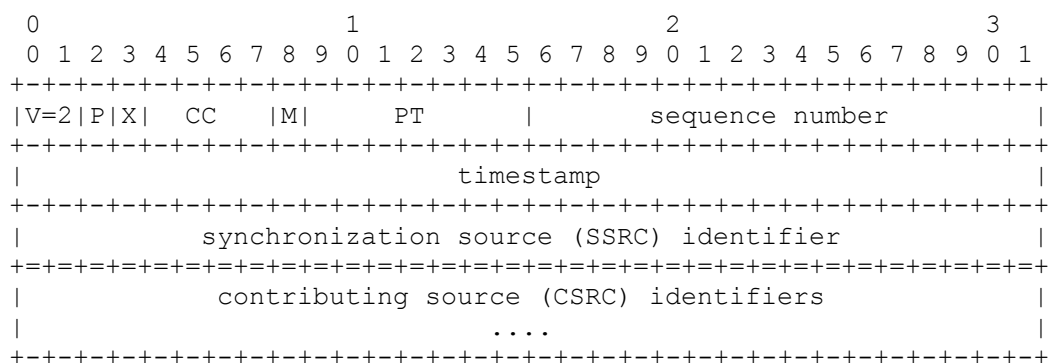 0                   1                   2                   3
 0 1 2 3 4 5 6 7 8 9 0 1 2 3 4 5 6 7 8 9 0 1 2 3 4 5 6 7 8 9 0 1
+-+-+-+-+-+-+-+-+-+-+-+-+-+-+-+-+-+-+-+-+-+-+-+-+-+-+-+-+-+-+-+-+
|V=2|P|X|  CC   |M|     PT      |       sequence number         |
+-+-+-+-+-+-+-+-+-+-+-+-+-+-+-+-+-+-+-+-+-+-+-+-+-+-+-+-+-+-+-+-+
|                           timestamp                           |
+-+-+-+-+-+-+-+-+-+-+-+-+-+-+-+-+-+-+-+-+-+-+-+-+-+-+-+-+-+-+-+-+
|           synchronization source (SSRC) identifier            |
+=+=+=+=+=+=+=+=+=+=+=+=+=+=+=+=+=+=+=+=+=+=+=+=+=+=+=+=+=+=+=+=+
|            contributing source (CSRC) identifiers             |
|                             ....                              |
+-+-+-+-+-+-+-+-+-+-+-+-+-+-+-+-+-+-+-+-+-+-+-+-+-+-+-+-+-+-+-+-+